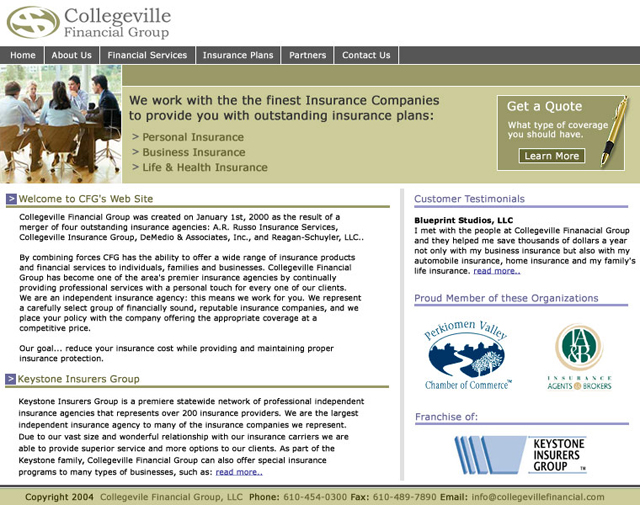 Collegeville
Financial Group
Home
About Us
Financial Services
Insurance Plans
Partners
Contact Us
We work with the the finest Insurance Companies
to provide you with outstanding insurance plans:
> Personal Insurance
> Business Insurance
> Life & Health Insurance
Get a Quote
What type of coverage
you should have.
Learn More
> Welcome to CFG's Web Site
Collegeville Financial Group was created on January 1st, 2000 as the result of a
merger of four outstanding insurance agencies: A.R. Russo Insurance Services,
Collegeville Insurance Group, DeMedio & Associates, Inc., and Reagan-Schuyler, LLC..
By combining forces CFG has the ability to offer a wide range of insurance products
and financial services to individuals, families and businesses. Collegeville Financial
Group has become one of the area's premier insurance agencies by continually
providing professional services with a personal touch for every one of our clients.
We are an independent insurance agency: this means we work for you. We represent
a carefully select group of financially sound, reputable insurance companies, and we
place your policy with the company offering the appropriate coverage at a
competitive price.
Our goal... reduce your insurance cost while providing and maintaining proper
insurance protection.
> Keystone Insurers Group
Keystone Insurers Group is a premiere statewide network of professional independent
insurance agencies that represents over 200 insurance providers. We are the largest
independent insurance agency to many of the insurance companies we represent.
Due to our vast size and wonderful relationship with our insurance carriers we are
able to provide superior service and more options to our clients. As part of the
Keystone family, Collegeville Group can also offer special insurance
programs to many types of businesses, such as: read more..
Customer Testimonials
Blueprint Studios, LLC
I met with the people at Collegeville Finanacial Group
and they helped me save thousands of dollars a year
not only with my business insurance but also with my
automobile insurance, home insurance and my family's
life insurance. read more..
Proud Member of these Organizations
Perkiomen Valley
Chamber of Commerce™
IA
&B
INSURANCE
AGENTS & BROKERS
Franchise of:
KEYSTONE
INSURERS
GROUP™
Copyright 2004 Collegeville Financial Group, LLC Phone: 610-454-0300 Fax: 610-489-7890 Email: info@collegevillefinancial.com